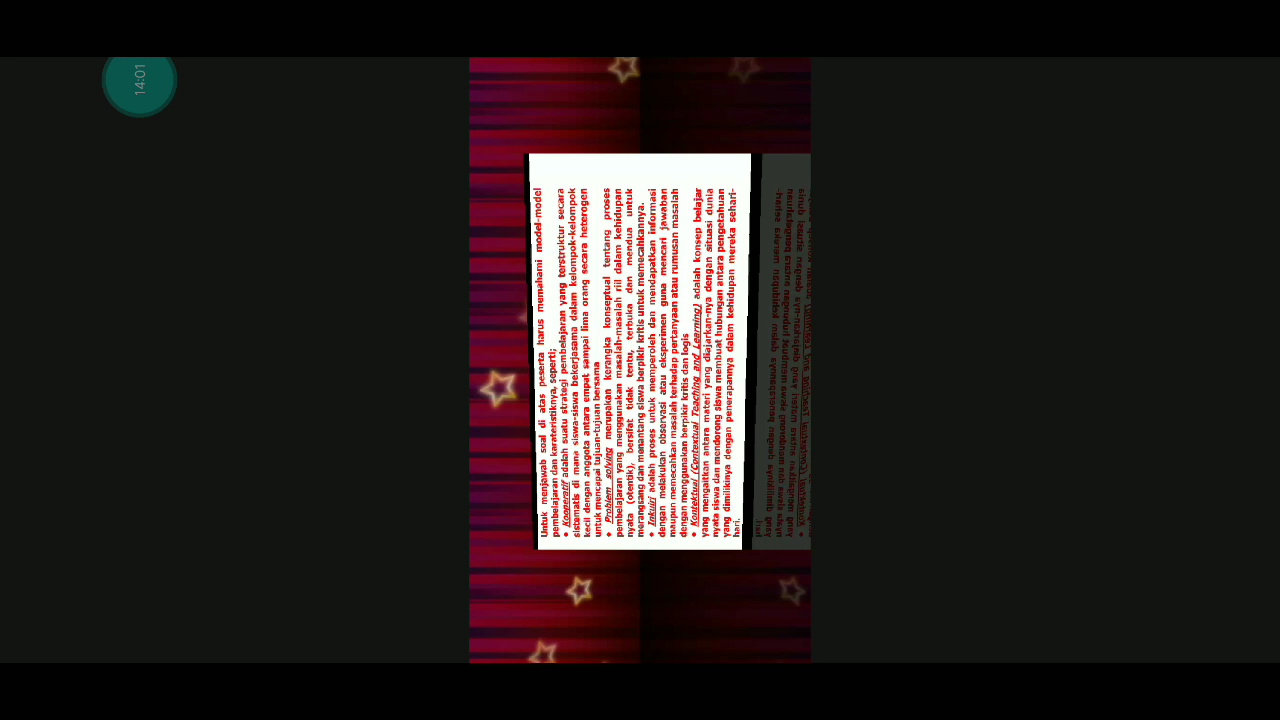 14:01
Untuk menjawab soal di atas peserta harus memahami model-model
pembelajaran dan karateristiknya, seperti;
• Kooperatif adalah suatu strategi pembelajaran yang terstruktur secara
sistematis di mana siswa-siswa bekerjasama dalam kelompok-kelompok
kecil dengan anggota antara empat sampai lima orang secara heterogen
untuk mencapai tujuan-tujuan bersama
• Problem solving merupakan kerangka konseptual tentang proses
pembelajaran yang menggunakan masalah-masalah riil dalam kehidupan
nyata (otentik), bersifat tidak tentu, terbuka dan mendua untuk
merangsang dan menantang siswa berpikir kritis untuk memecahkannya.
• Inkuiri adalah proses untuk memperoleh dan mendapatkan informasi
dengan melakukan observasi atau eksperimen guna mencari jawaban
maupun memecahkan masalah terhadap pertanyaan atau rumusan masalah
dengan menggunakan berpikir kritis dan logis
• Kontektual (Contextual Teaching and Learning) adalah konsep belajar
yang mengaitkan antara materi yang diajarkan-nya dengan situasi dunia
nyata siswa dan mendorong siswa membuat hubungan antara pengetahuan
yang dimilikinya dengan penerapannya dalam kehidupan mereka sehari-
hari.